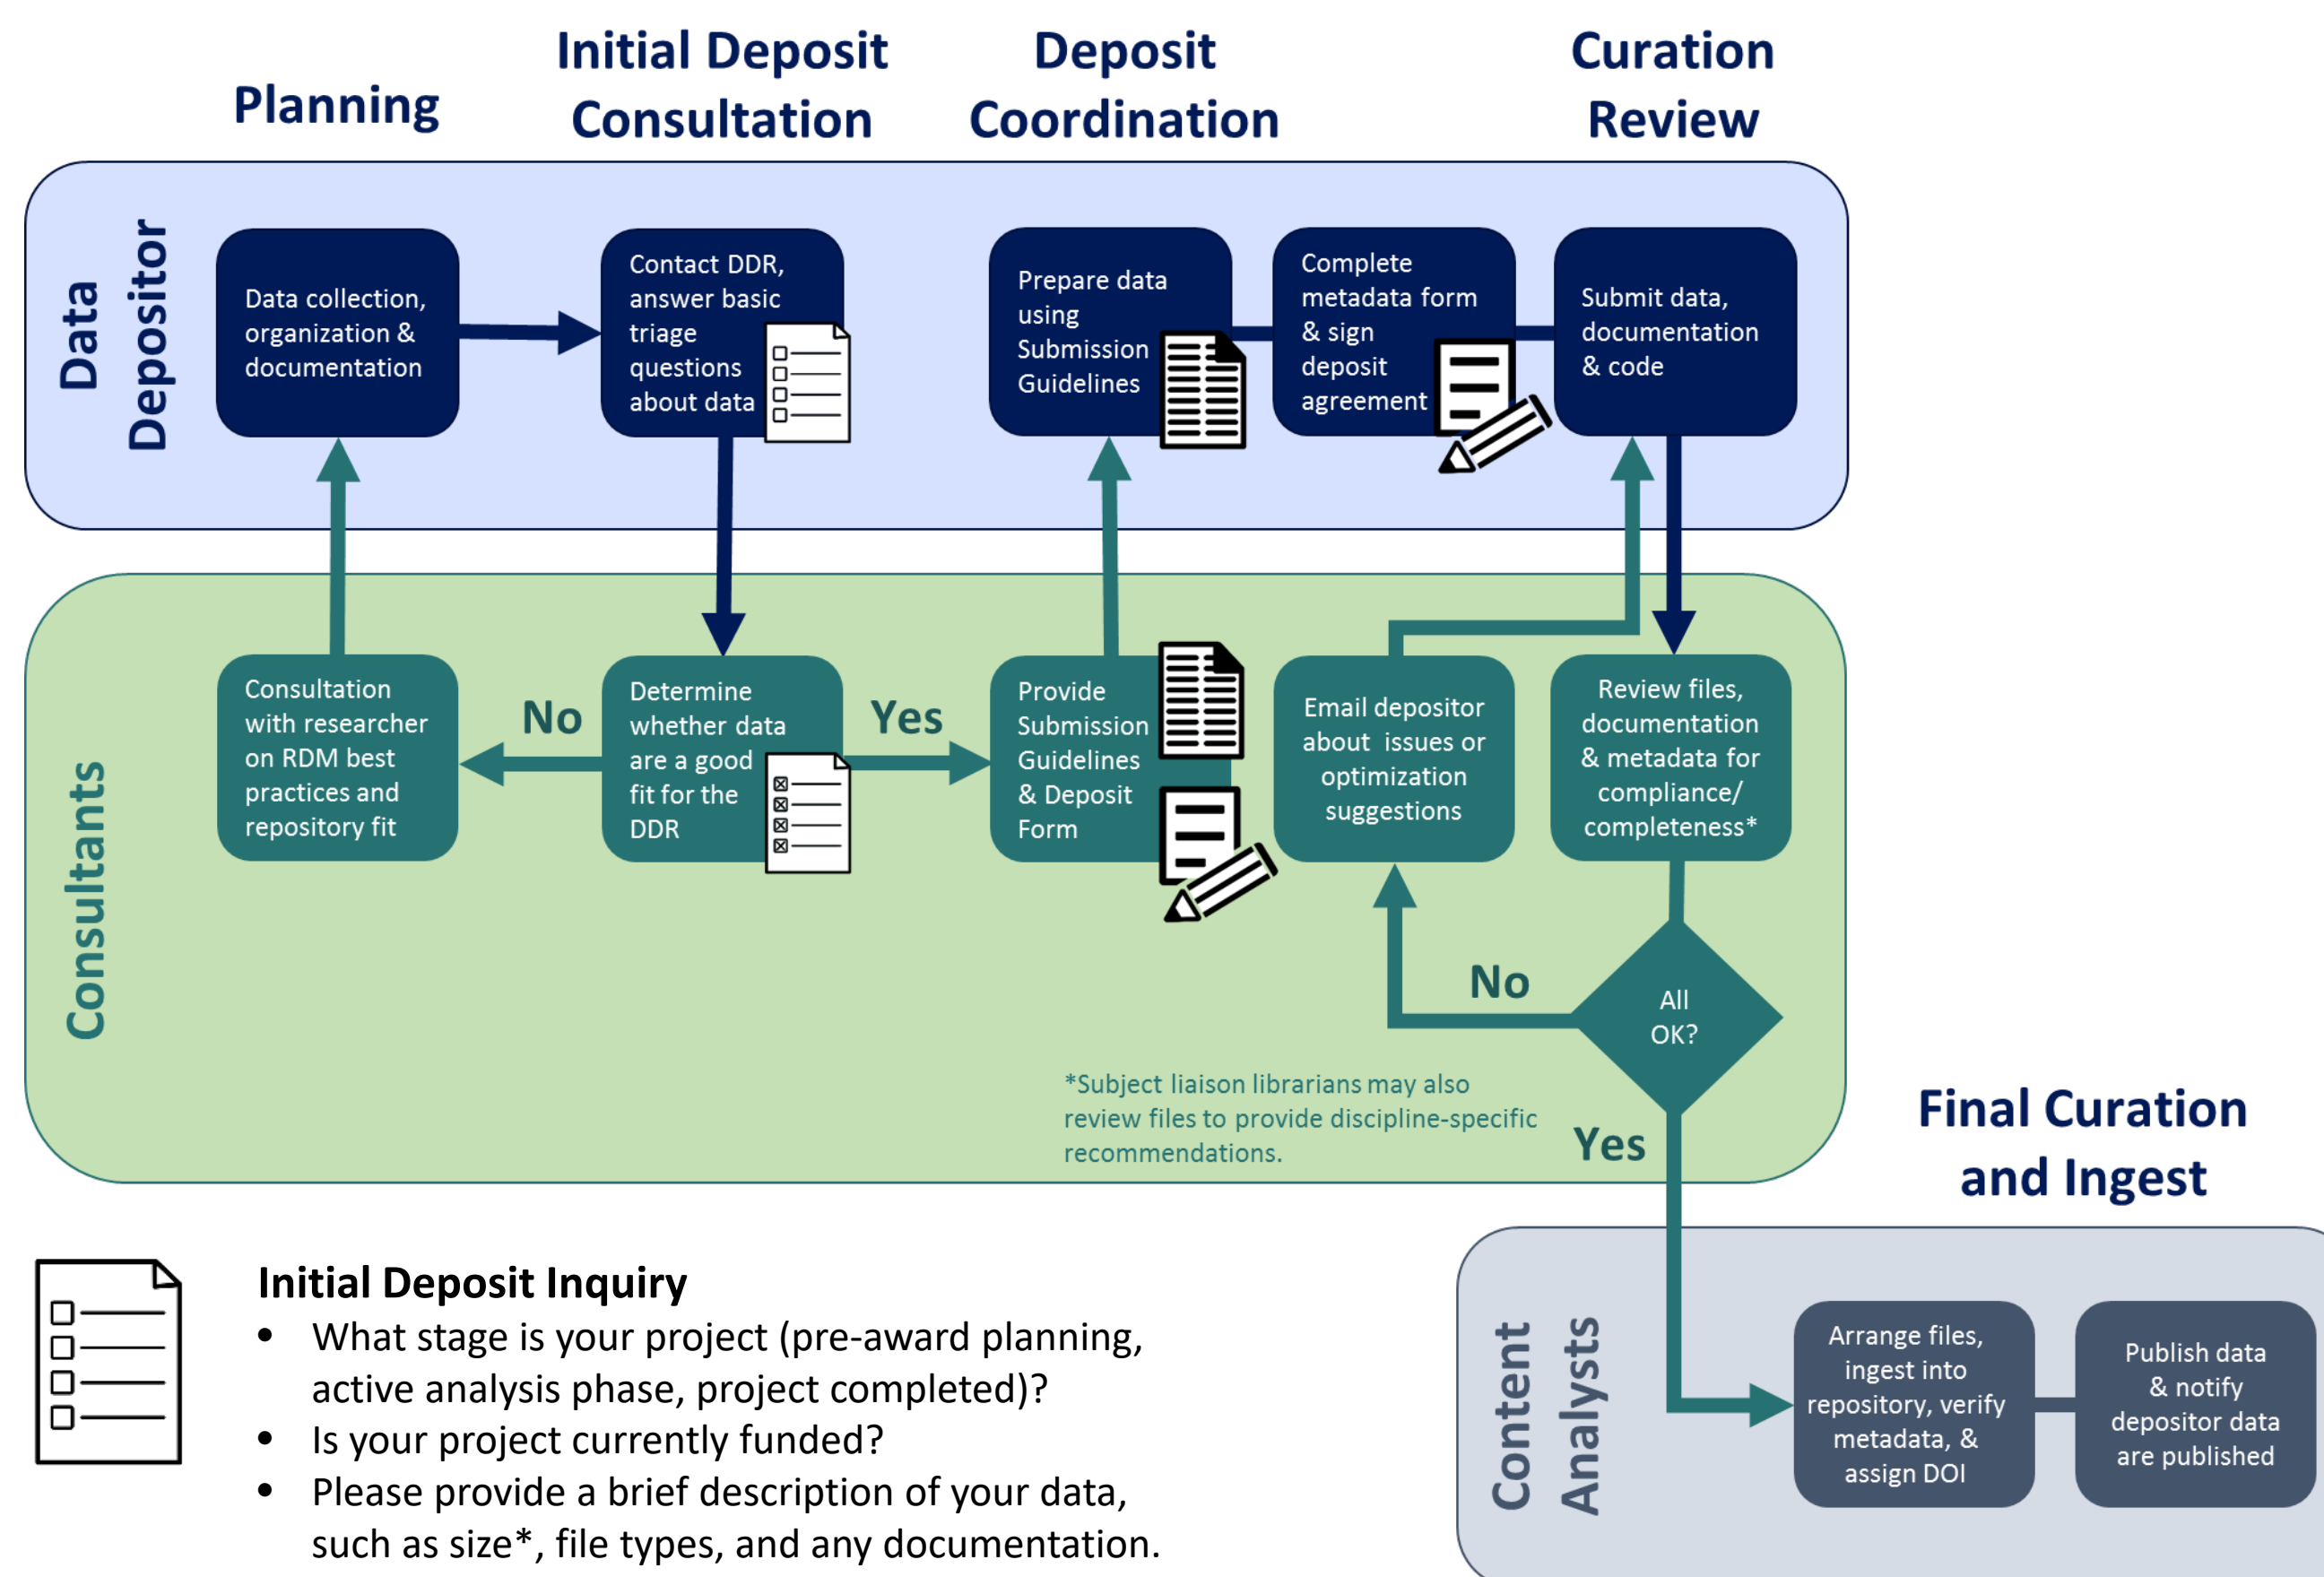 Planning
Initial Deposit
Consultation
Deposit
Coordination
Curation
Review
Data
Depositor
Data collection,
organization &
documentation
Contact DDR,
answer basic
triage
questions
about data
Prepare data
using
Submission
Guidelines
Complete
metadata form
& sign
deposit
agreement
Submit data,
documentation
& code
Consultants
Consultation
with researcher
on RDM best
practices and
repository fit
No
Determine
whether data
are a good
fit for the
DDR
Yes
Provide
Submission
Guidelines
& Deposit
Form
Email depositor
about issues or
optimization
suggestions
Review files,
documentation
& metadata for
compliance/
completeness*
No
All
OK?
*Subject liaison librarians may also
review files to provide discipline-specific
recommendations.
Yes
Final Curation
and Ingest
Content
Analysts
Arrange files,
ingest into
repository, verify
metadata, &
assign DOI
Publish data
& notify
depositor data
are published
Initial Deposit Inquiry
• What stage is your project (pre-award planning,
active analysis phase, project completed)?
• Is your project currently funded?
• Please provide a brief description of your data,
such as size*, file types, and any documentation.